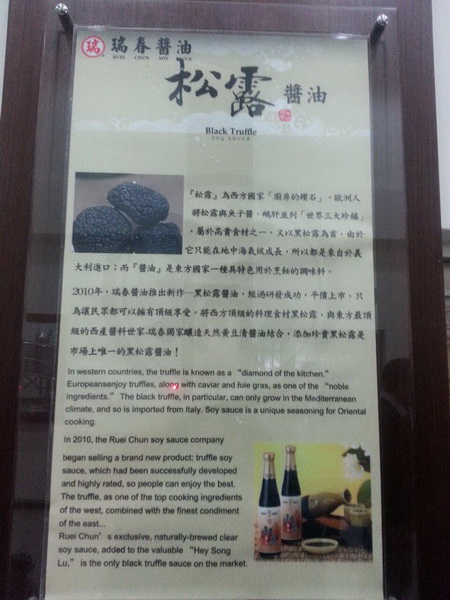 瑞 瑞春醬油
RUEI CHUN SOY SAUCE
松露 醬油
Black Truffle
『松露』為西方國家「廚房的鑽石」，歐洲人
將松露與魚子醬、鵝肝並列「世界三大珍饈」
，屬於高貴食材之一，又以黑松露為首，由於
它只能在地中海氣候成長，所以都是來自於義
大利進口；而『醬油』是東方國家一種具特色用於烹飪的調味料。
2010年，瑞春醬油推出新作─黑松露醬油，經過研發成功，平價上市，只
為讓民眾都可以擁有頂級享受。將西方頂級的料理食材黑松露，與東方最頂
級的西產醬料世家-瑞春獨家釀造天然黃豆清醬油結合，添加珍貴黑松露是
市場上唯一的黑松露醬油！
In western countries, the truffle is known as a “diamond of the kitchen.”
Europeansenjoy truffles, along with caviar and foie gras, as one of the “noble
ingredients.” The black truffle, in particular, can only grow in the Mediterranean
climate, and so is imported from Italy. Soy sauce is a unique seasoning for Oriental
cooking.
In 2010, the Ruei Chun soy sauce company
began selling a brand new product: truffle soy
sauce, which had been successfully developed
and highly rated, so people can enjoy the best.
The truffle, as one of the top cooking ingredients
of the west, combined with the finest condiment
of the east...
Ruei Chun’s exclusive, naturally-brewed clear
soy sauce, added to the valuable “Hey Song
Lu,” is the only black truffle sauce on the market.